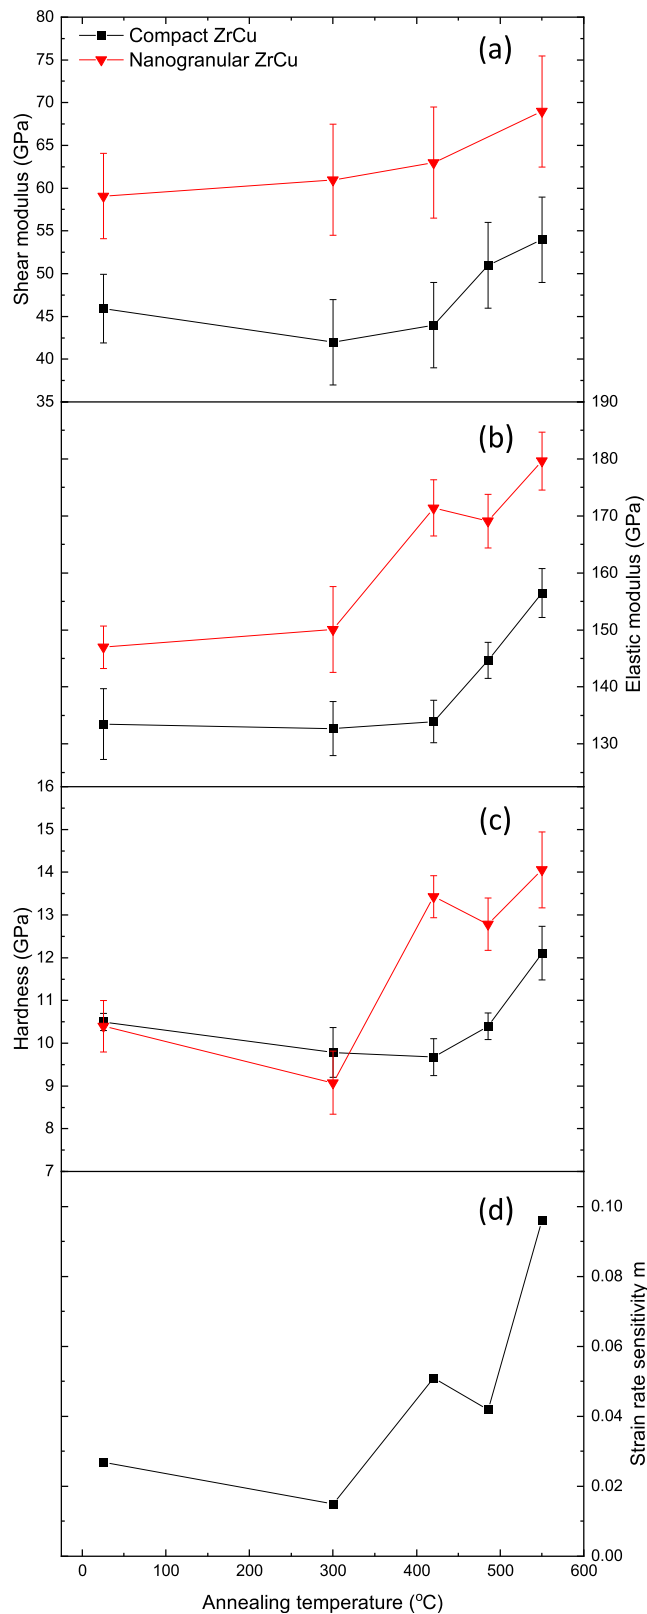 80
75
70
65
60
55
50
45
40
35
Shear modulus (GPa)
Compact ZrCu
Nanogranular ZrCu
(a)
(b)
190
180
170
160
150
140
130
Elastic modulus (GPa)
16
15
14
13
12
11
10
9
8
7
Hardness (GPa)
(c)
(d)
0.10
0.08
0.06
0.04
0.02
0.00
Strain rate sensitivity m
0 100 200 300 400 500 600
Annealing temperature (°C)